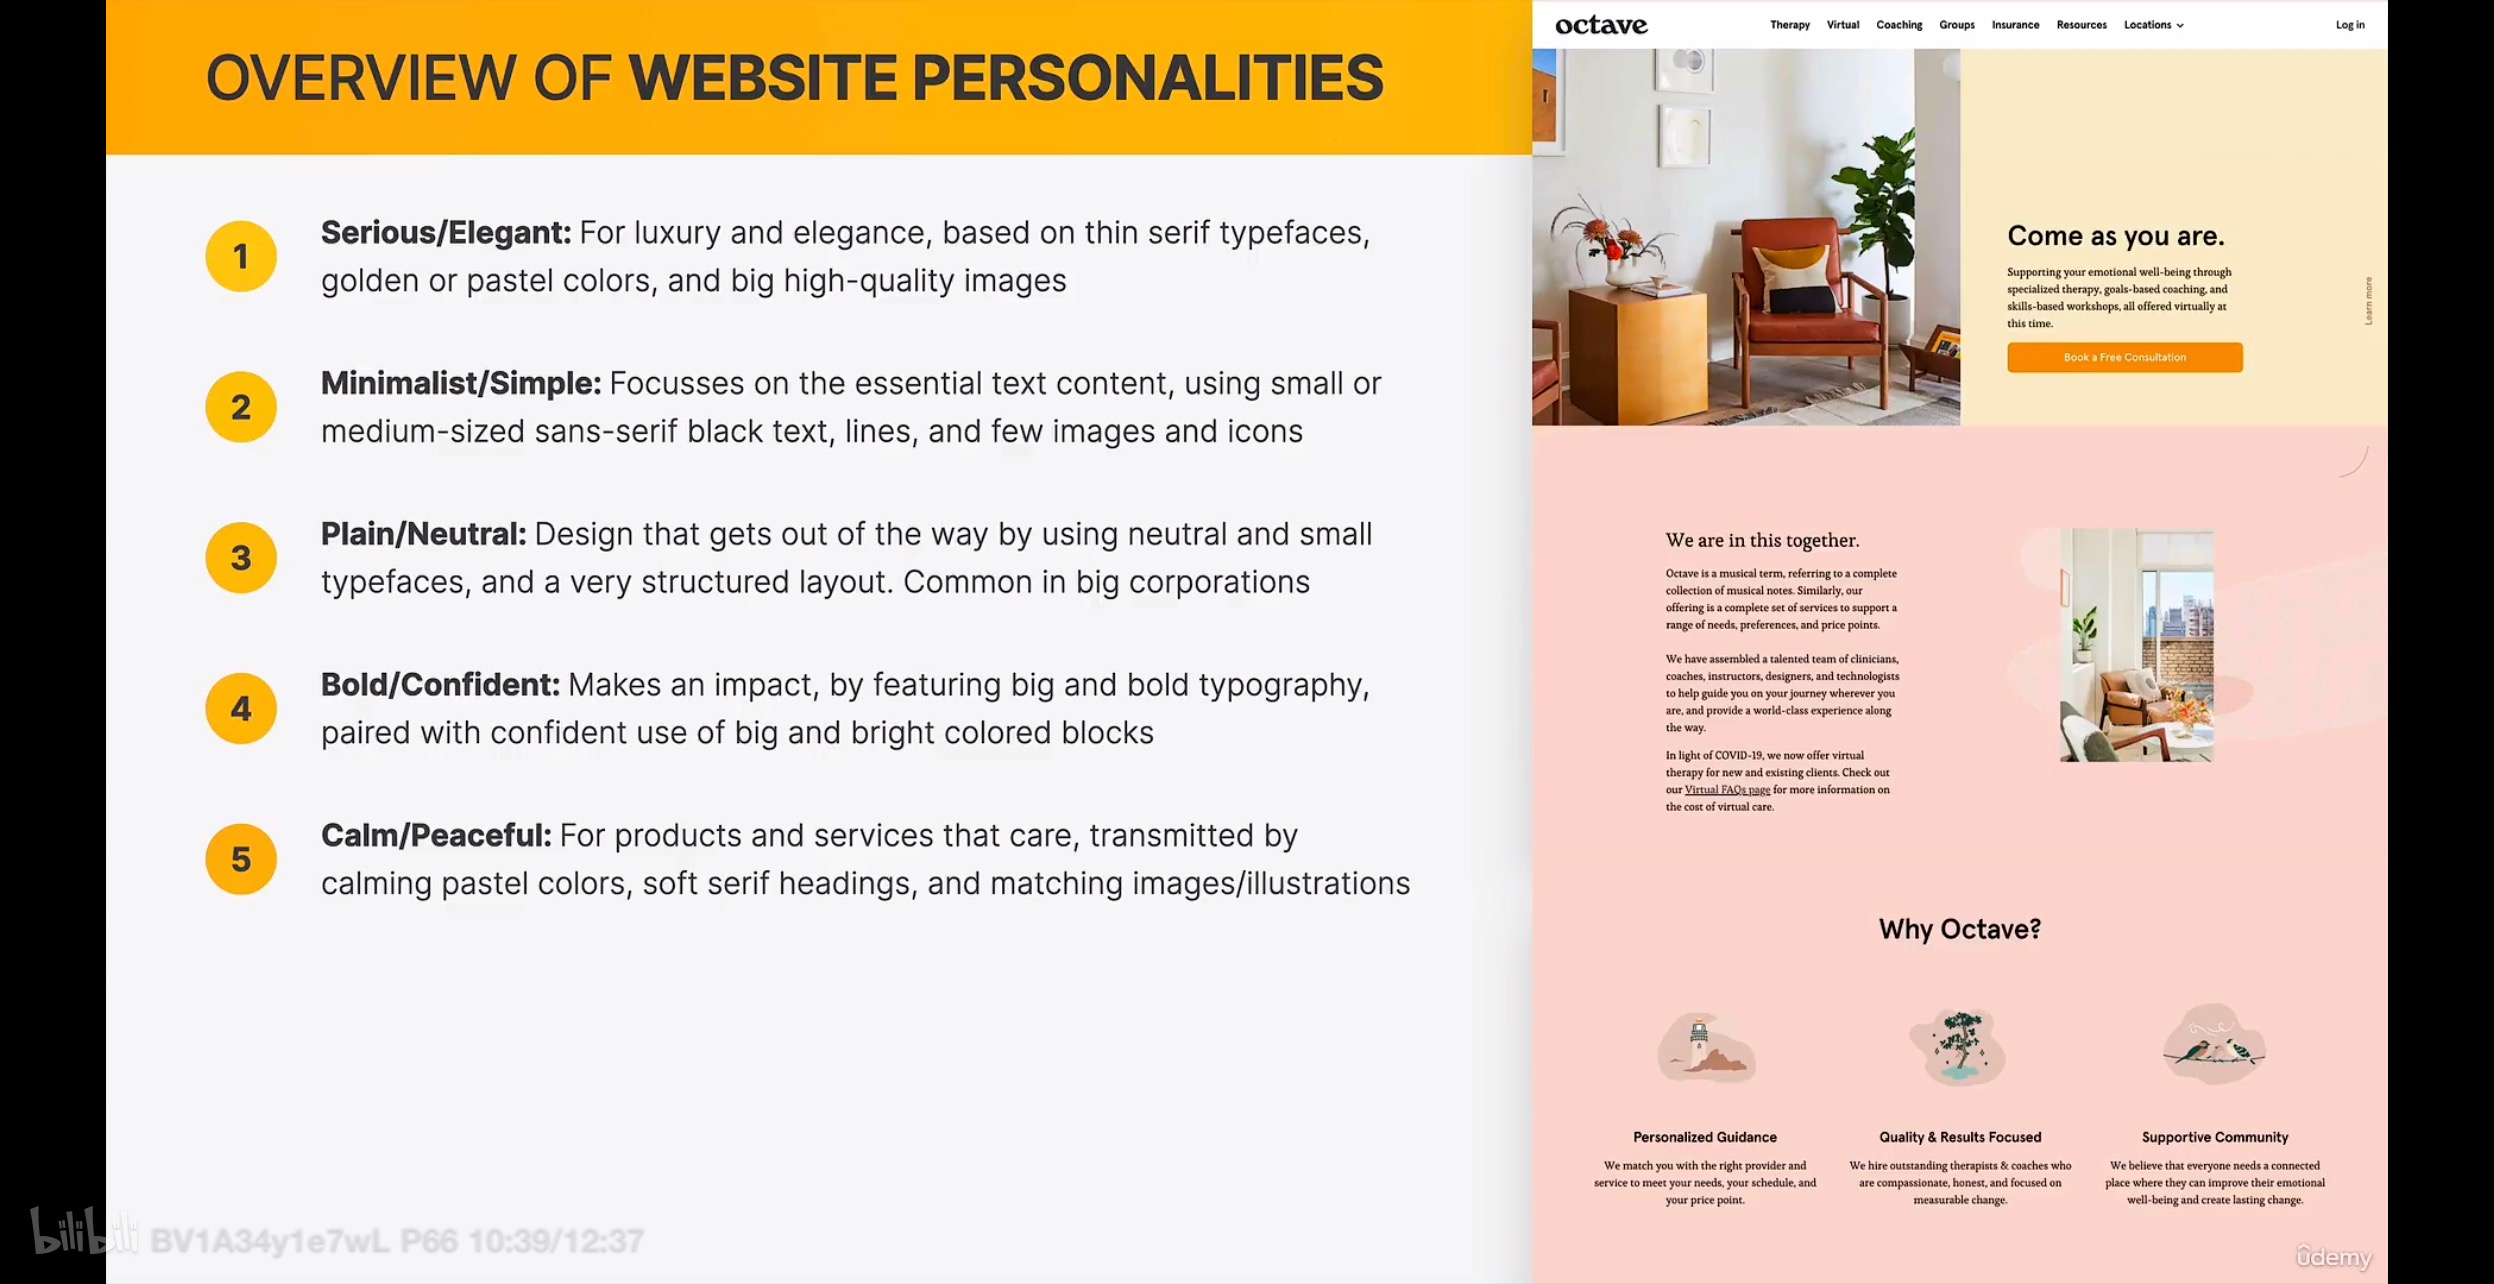 OVERVIEW OF WEBSITE PERSONALITIES
1
Serious/Elegant: For luxury and elegance, based on thin serif typefaces,
golden or pastel colors, and big high-quality images
2
Minimalist/Simple: Focusses on the essential text content, using small or
medium-sized sans-serif black text, lines, and few images and icons
3
Plain/Neutral: Design that gets out of the way by using neutral and small
typefaces, and a very structured layout. Common in big corporations
4
Bold/Confident: Makes an impact, by featuring big and bold typography,
paired with confident use of big and bright colored blocks
5
Calm/Peaceful: For products and services that care, transmitted by
calming pastel colors, soft serif headings, and matching images/illustrations
octave
Therapy Virtual Coaching Groups Insurance Resources Locations
Log in
Come as you are.
Supporting your emotional well-being through
specialized therapy, goals-based coaching, and
skills-based workshops, all offered virtually at
this time.
Book a Free Consultation
Learn more
We are in this together.
Octave is a musical term, referring to a complete
collection of musical notes. Similarly, our
offering is a complete set of services to support a
range of needs, preferences, and price points.
We have assembled a talented team of clinicians,
coaches, instructors, designers, and technologists
to help guide you on your journey wherever you
are, and provide a world-class experience along
the way.
In light of COVID-19, we now offer virtual
therapy for new and existing clients. Check out
our Virtual FAQs page for more information on
the cost of virtual care.
Why Octave?
Personalized Guidance
We match you with the right provider and
service to meet your needs, your schedule, and
your price point.
Quality & Results Focused
We hire outstanding therapists & coaches who
are compassionate, honest, and focused on
measurable change.
Supportive Community
We believe that everyone needs a connected
place where they can improve their emotional
well-being and create lasting change.
bilibili BV1A34y1e7wL P66 10:39/12:37
ûdemy